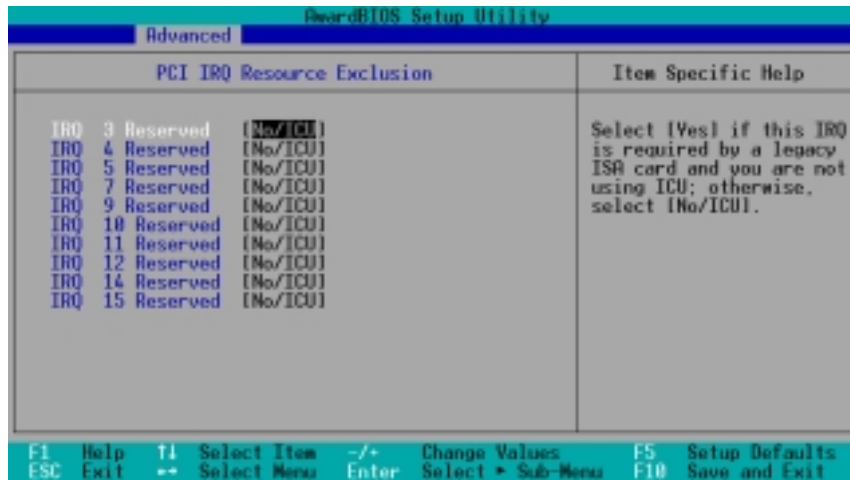 AwardBIOS Setup Utility
Advanced
PCI IRQ Resource Exclusion
IRQ 3 Reserved [No/ICU]
IRQ 4 Reserved [No/ICU]
IRQ 5 Reserved [No/ICU]
IRQ 7 Reserved [No/ICU]
IRQ 9 Reserved [No/ICU]
IRQ 10 Reserved [No/ICU]
IRQ 11 Reserved [No/ICU]
IRQ 12 Reserved [No/ICU]
IRQ 14 Reserved [No/ICU]
IRQ 15 Reserved [No/ICU]
Item Specific Help
Select [Yes] if this IRQ
is required by a legacy
ISA card and you are not
using ICU; otherwise,
select [No/ICU].
F1 Help ↑↓ Select Item -/+ Change Values F5 Setup Defaults
ESC Exit ←→ Select Menu Enter Select ► Sub-Menu F10 Save and Exit